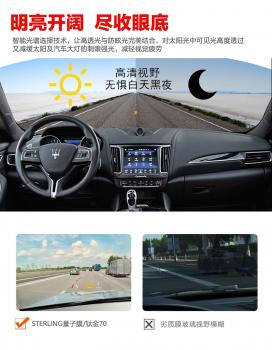 明亮开阔 尽收眼底
智能光谱选择技术，让高透光与防眩光完美结合，对太阳光中可见光高度透过
又减缓太阳及汽车大灯的刺眼强光，减轻视觉疲劳
高清视野
无惧白天黑夜
STERLING量子膜/钛金70
劣质膜玻璃视野模糊